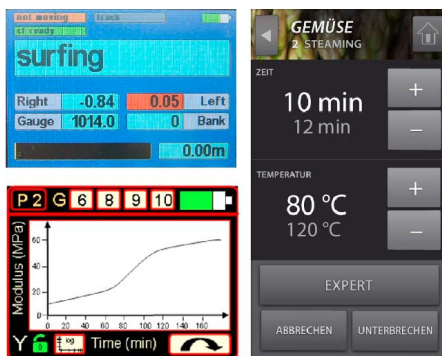 not moving track
cf ready
surfing
Right -0.84 0.05 Left
Gauge 1014.0 0 Bank
0.00m
P 2 G 6 8 9 10
Modulus (MPa)
60
40
20
0
0 20 40 60 80 100 120 140 160
Y log Time (min)
GEMÜSE
2 STEAMING
ZEIT
10 min
12 min
+
−
TEMPERATUR
80 °C
120 °C
+
−
EXPERT
ABBRECHEN UNTERBRECHEN